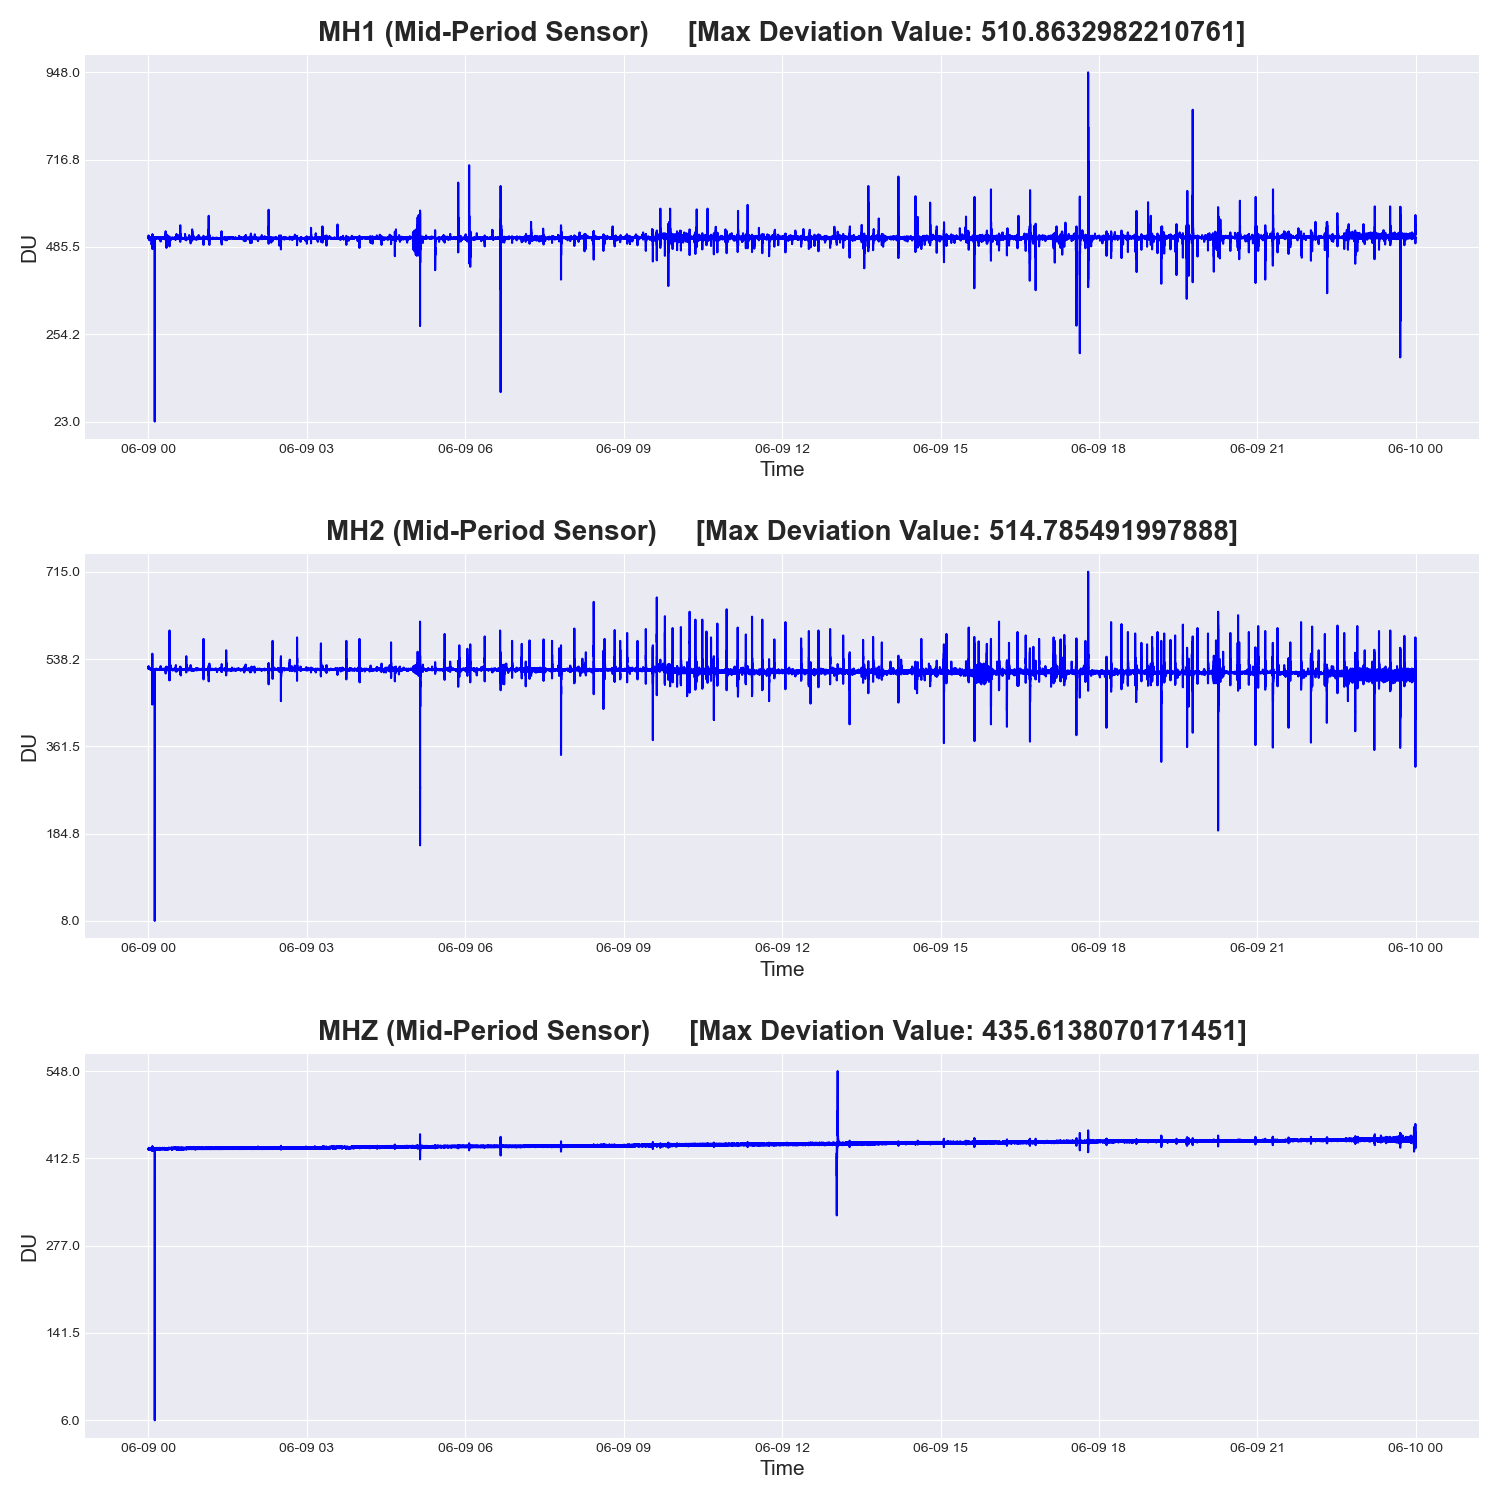 MH1 (Mid-Period Sensor) [Max Deviation Value: 510.8632982210761]
948.0
716.8
485.5
254.2
23.0
DU
06-09 00 06-09 03 06-09 06 06-09 09 06-09 12 06-09 15 06-09 18 06-09 21 06-10 00
Time
MH2 (Mid-Period Sensor) [Max Deviation Value: 514.785491997888]
715.0
538.2
361.5
184.8
8.0
DU
06-09 00 06-09 03 06-09 06 06-09 09 06-09 12 06-09 15 06-09 18 06-09 21 06-10 00
Time
MHZ (Mid-Period Sensor) [Max Deviation Value: 435.6138070171451]
548.0
412.5
277.0
141.5
6.0
DU
06-09 00 06-09 03 06-09 06 06-09 09 06-09 12 06-09 15 06-09 18 06-09 21 06-10 00
Time